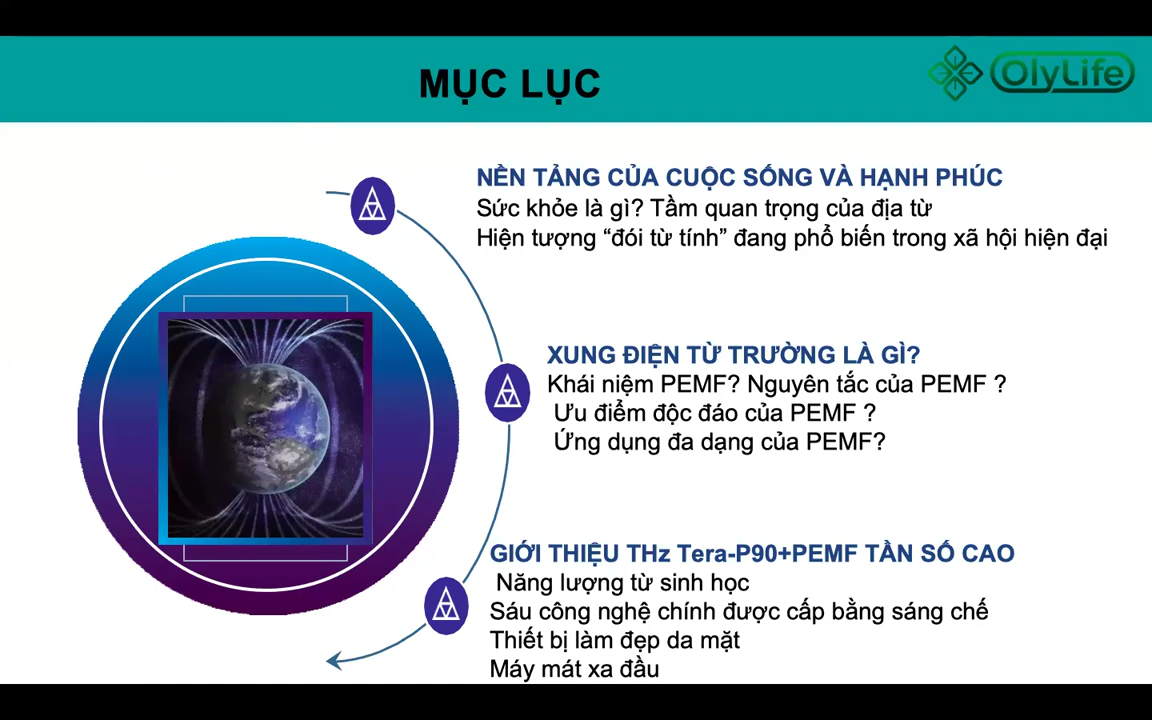 MỤC LỤC
OlyLife
NỀN TẢNG CỦA CUỘC SỐNG VÀ HẠNH PHÚC
Sức khỏe là gì? Tầm quan trọng của địa từ
Hiện tượng “đói từ tính” đang phổ biến trong xã hội hiện đại
XUNG ĐIỆN TỪ TRƯỜNG LÀ GÌ?
Khái niệm PEMF? Nguyên tắc của PEMF ?
Ưu điểm độc đáo của PEMF ?
Ứng dụng đa dạng của PEMF?
GIỚI THIỆU THz Tera-P90+PEMF TẦN SỐ CAO
Năng lượng từ sinh học
Sáu công nghệ chính được cấp bằng sáng chế
Thiết bị làm đẹp da mặt
Máy mát xa đầu